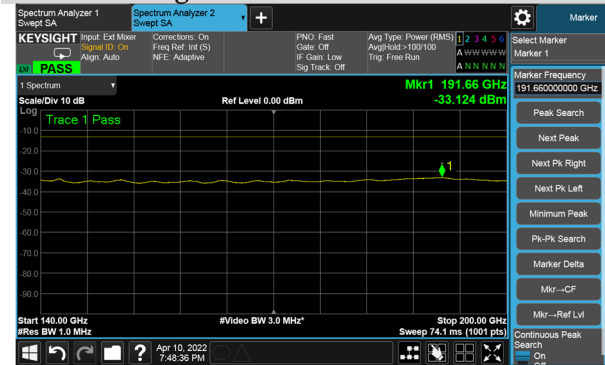 Spectrum Analyzer 1
Swept SA
Spectrum Analyzer 2
Swept SA
+
Marker
KEYSIGHT
Input: Ext Mixer
Signal ID: On
Align: Auto
Corrections: On
Freq Ref: Int (S)
NFE: Adaptive
PNO: Fast
Gate: Off
IF Gain: Low
Sig Track: Off
Avg Type: Power (RMS)
Avg|Hold:>100/100
Trig: Free Run
1 2 3 4 5 6
A W W W W W
A N N N N N
PASS
Select Marker
Marker 1
1 Spectrum
Mkr1 191.66 GHz
Scale/Div 10 dB
Ref Level 0.00 dBm
-33.124 dBm
Log
Trace 1 Pass
-10.0
-20.0
-30.0
-40.0
-50.0
-60.0
-70.0
-80.0
-90.0
1
Start 140.00 GHz
#Video BW 3.0 MHz*
Stop 200.00 GHz
#Res BW 1.0 MHz
Sweep 74.1 ms (1001 pts)
Marker Frequency
191.660000000 GHz
Peak Search
Next Peak
Next Pk Right
Next Pk Left
Minimum Peak
Pk-Pk Search
Marker Delta
Mkr→CF
Mkr→Ref Lvl
Continuous Peak
Search
On
Off
?
Apr 10, 2022
7:48:36 PM